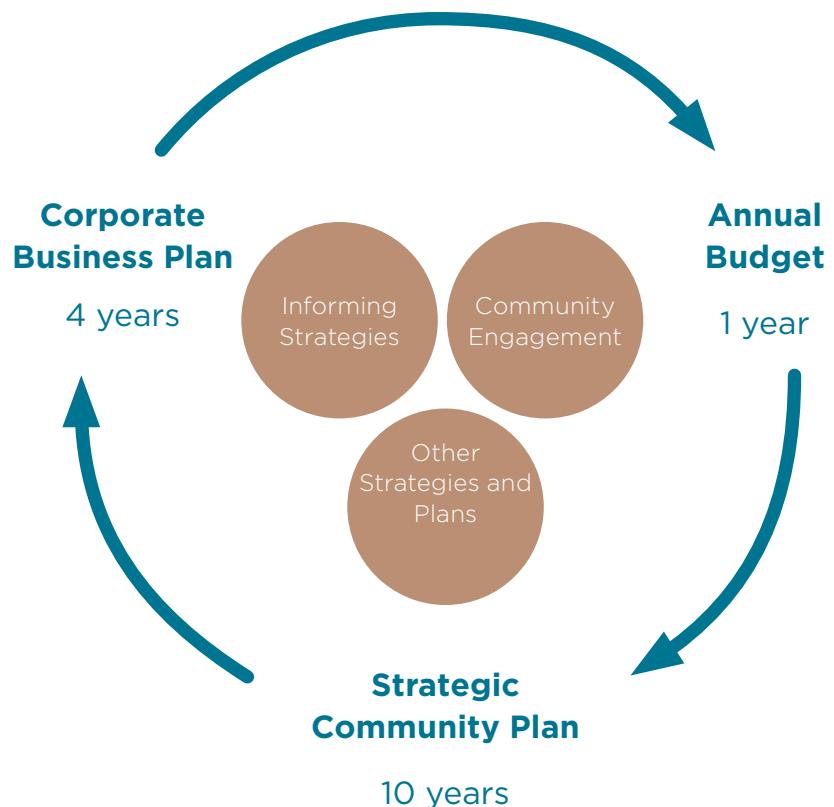 Corporate
Business Plan
4 years
Annual
Budget
1 year
Informing
Strategies
Community
Engagement
Other
Strategies and
Plans
Strategic
Community Plan
10 years